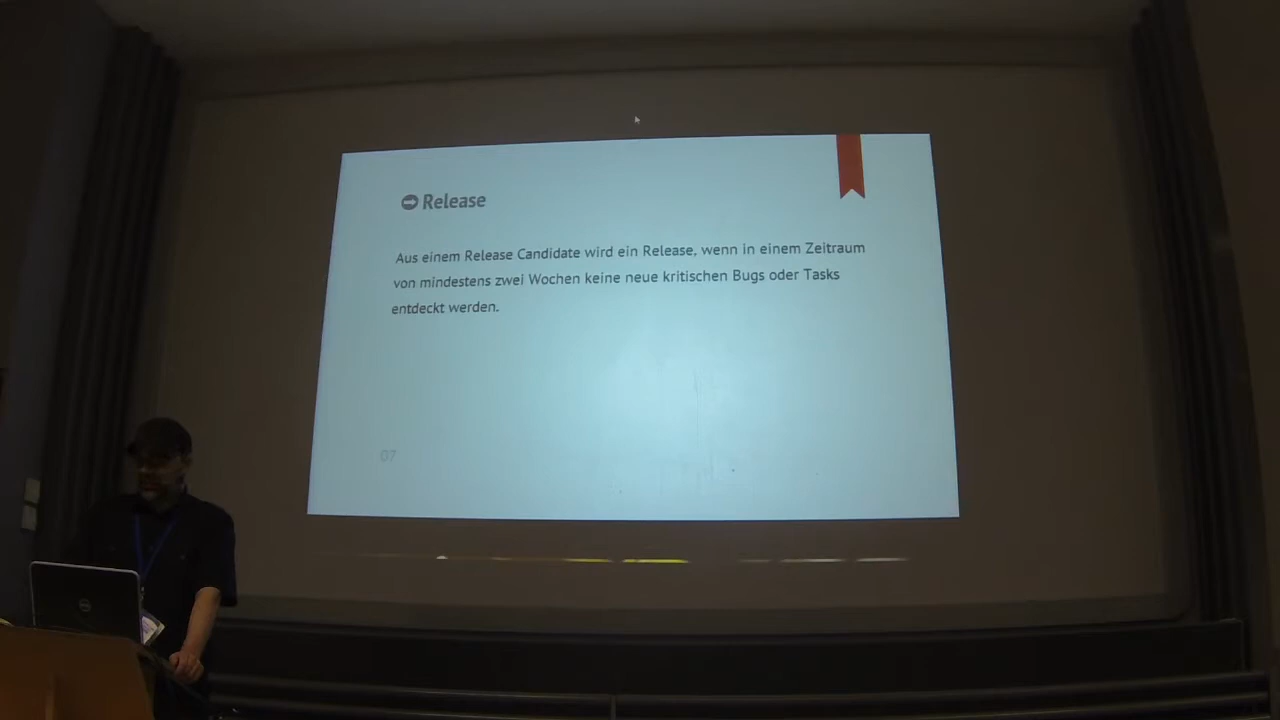 Release
Aus einem Release Candidate wird ein Release, wenn in einem Zeitraum
von mindestens zwei Wochen keine neue kritischen Bugs oder Tasks
entdeckt werden.
07